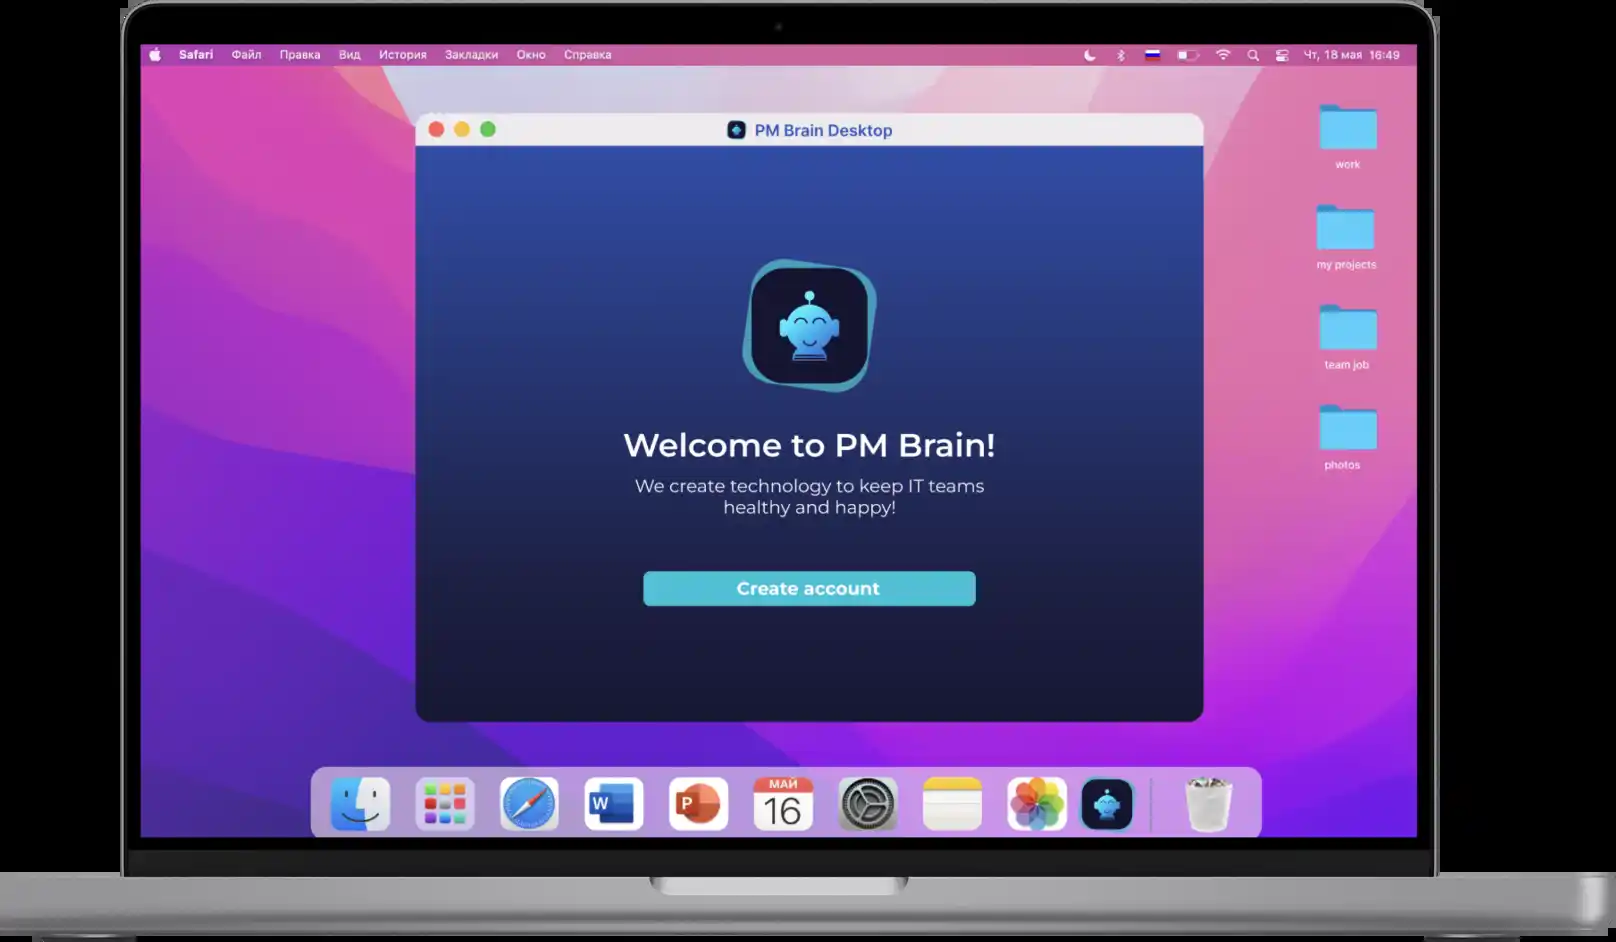 Safari Файл Правка Вид История Закладки Окно Справка Чт, 18 мая 16:49
PM Brain Desktop
work
my projects
team job
photos
Welcome to PM Brain!
We create technology to keep IT teams
healthy and happy!
Create account
W
P
МАЙ
16